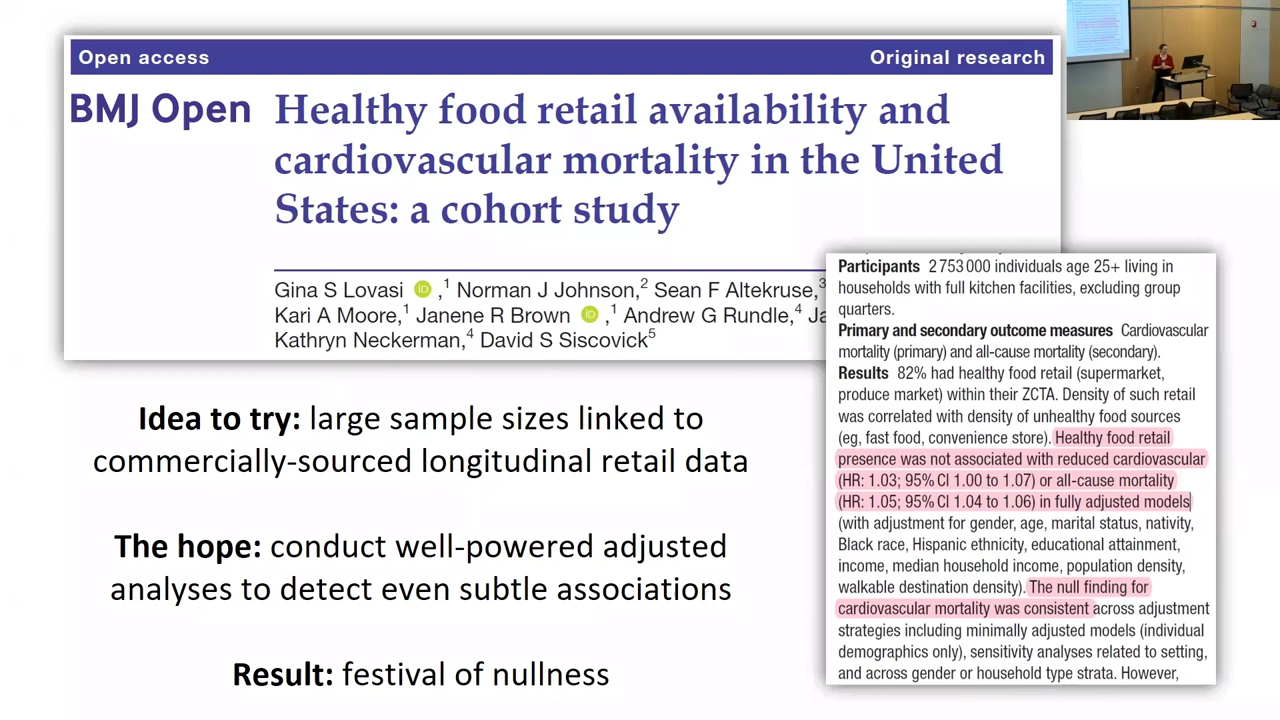 Open access
Original research
BMJ Open
Healthy food retail availability and
cardiovascular mortality in the United
States: a cohort study
Gina S Lovasi iD ,1 Norman J Johnson,2 Sean F Altekruse,3
Kari A Moore,1 Janene R Brown iD ,1 Andrew G Rundle,4 Ja
Kathryn Neckerman,4 David S Siscovick5
Participants 2 753 000 individuals age 25+ living in
households with full kitchen facilities, excluding group
quarters.
Primary and secondary outcome measures Cardiovascular
mortality (primary) and all-cause mortality (secondary).
Results 82% had healthy food retail (supermarket,
produce market) within their ZCTA. Density of such retail
was correlated with density of unhealthy food sources
(eg, fast food, convenience store). Healthy food retail
presence was not associated with reduced cardiovascular
(HR: 1.03; 95% CI 1.00 to 1.07) or all-cause mortality
(HR: 1.05; 95% CI 1.04 to 1.06) in fully adjusted models
(with adjustment for gender, age, marital status, nativity,
Black race, Hispanic ethnicity, educational attainment,
income, median household income, population density,
walkable destination density). The null finding for
cardiovascular mortality was consistent across adjustment
strategies including minimally adjusted models (individual
demographics only), sensitivity analyses related to setting,
and across gender or household type strata. However,
Idea to try: large sample sizes linked to
commercially-sourced longitudinal retail data
The hope: conduct well-powered adjusted
analyses to detect even subtle associations
Result: festival of nullness